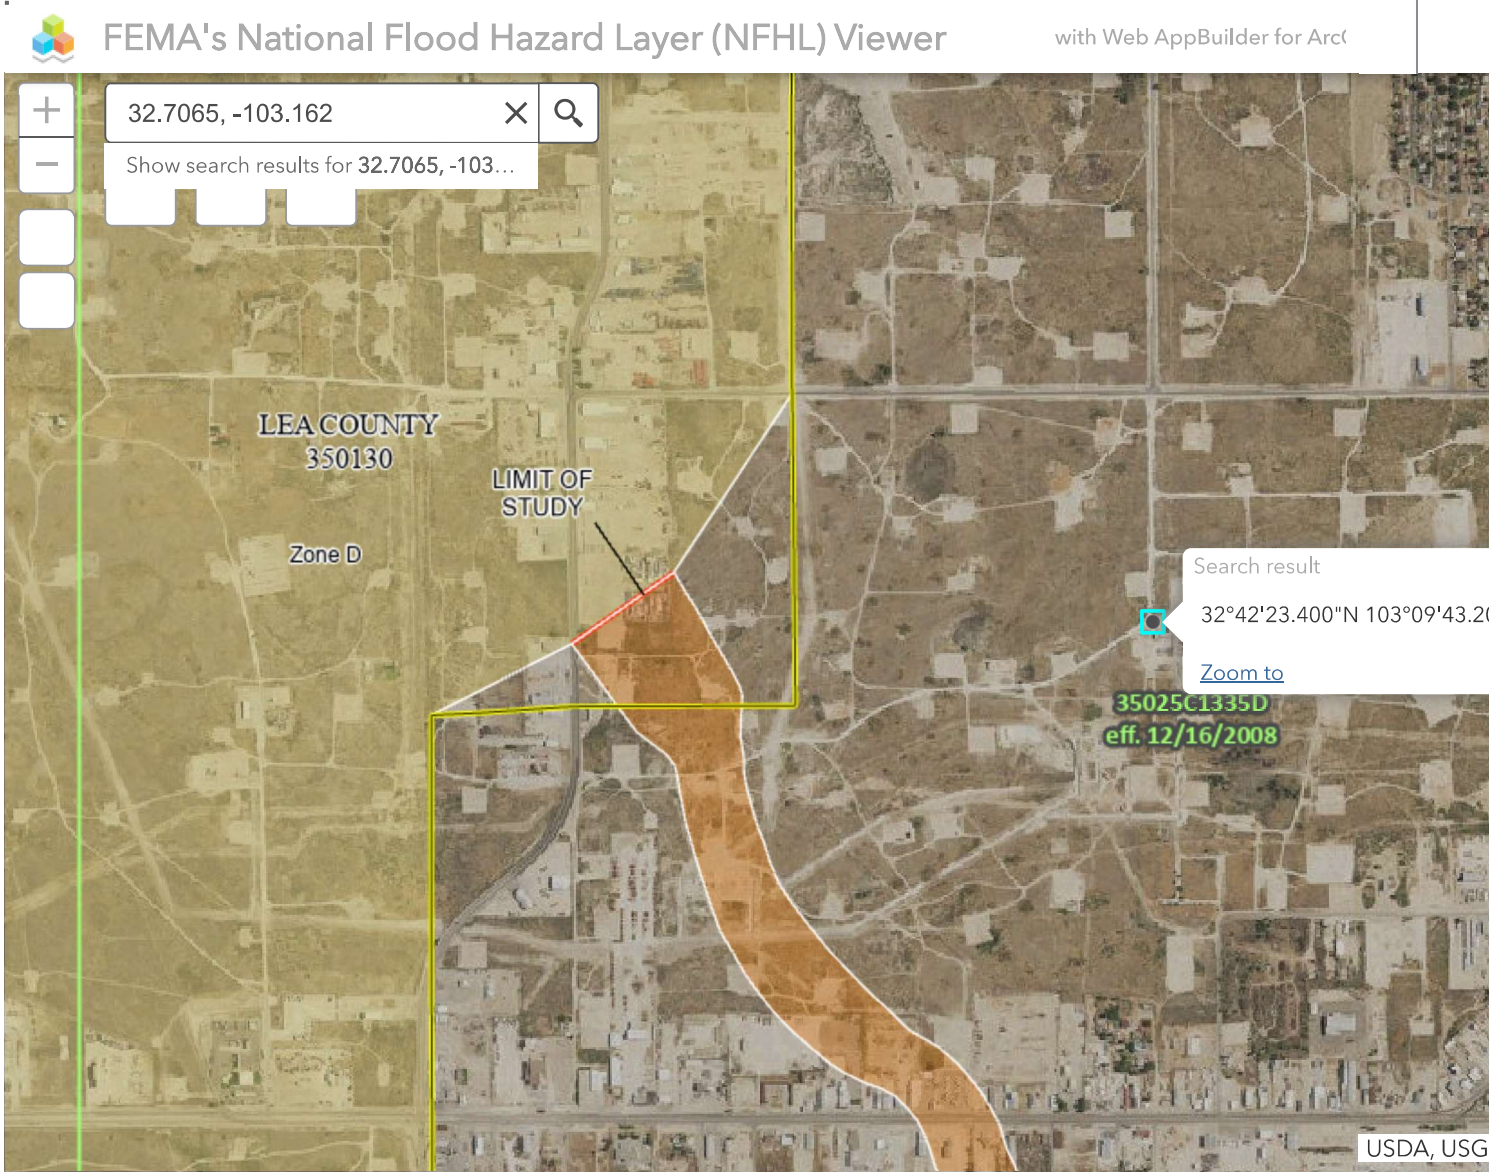 FEMA's National Flood Hazard Layer (NFHL) Viewer
with Web AppBuilder for Arc
32.7065, -103.162
Show search results for 32.7065, -103...
LEA COUNTY
350130
LIMIT OF
STUDY
Zone D
Search result
32°42'23.400"N 103°09'43.20
Zoom to
35025C1335D
eff. 12/16/2008
USDA, USG